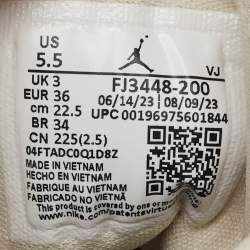 US
5.5
VJ
UK 3
EUR 36
cm 22.5
BR 34
CN 225(2.5)
04FTADC0Q1D8Z
FJ3448-200
06/14/23 08/09/23
UPC 00196975601844
MADE IN VIETNAM
HECHO EN VIETNAM
FABRIQUE AU VIETNAM
FABRICADO NO VIETNÃ
www.nike.com/patents